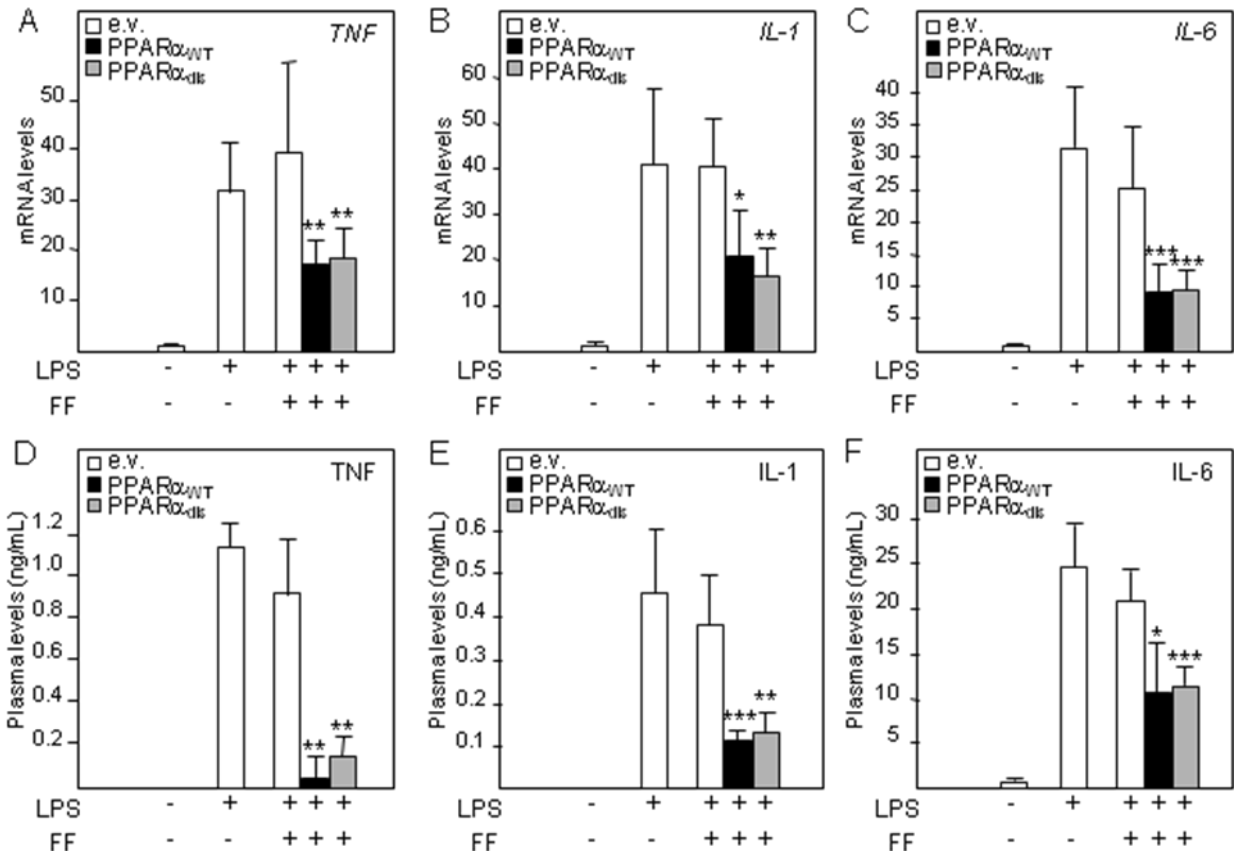 A
TNF
e.v.
PPARαWT
PPARαdis
mRNA levels
50
40
30
20
10
**
**
LPS
-
+
+ + +
FF
-
-
+ + +
B
IL-1
e.v.
PPARαWT
PPARαdis
mRNA levels
60
50
40
30
20
10
*
**
-
+
+ + +
-
-
+ + +
C
IL-6
e.v.
PPARαWT
PPARαdis
mRNA levels
40
35
30
25
20
15
10
5
***
***
LPS
-
+
+ + +
FF
-
-
+ + +
D
TNF
e.v.
PPARαWT
PPARαdis
Plasma levels (ng/mL)
1.2
1.0
0.8
0.6
0.4
0.2
**
**
LPS
-
+
+ + +
FF
-
-
+ + +
E
IL-1
e.v.
PPARαWT
PPARαdis
Plasma levels (ng/mL)
0.6
0.5
0.4
0.3
0.2
0.1
***
**
LPS
-
+
+ + +
FF
-
-
+ + +
F
IL-6
e.v.
PPARαWT
PPARαdis
Plasma levels (ng/mL)
30
25
20
15
10
5
*
***
LPS
-
+
+ + +
FF
-
-
+ + +